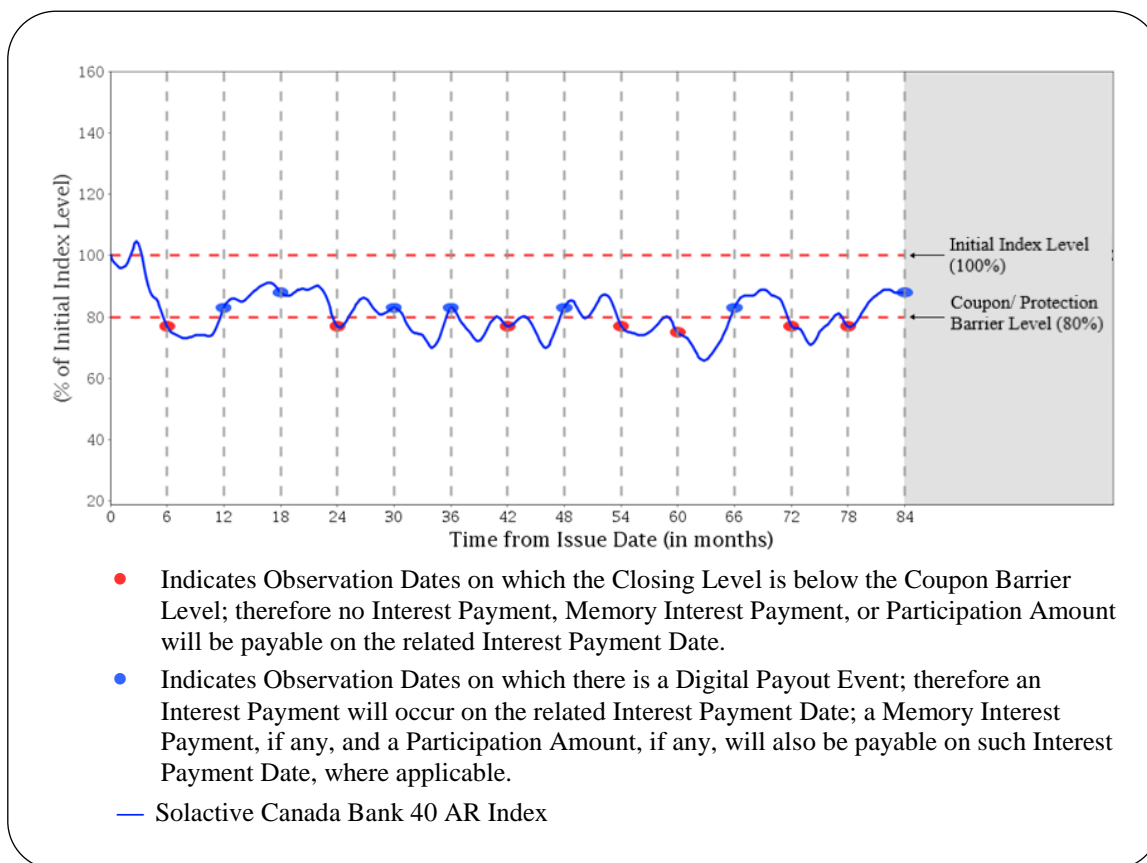 160
140
120
100
80
60
40
20
(% of Initial Index Level)
Initial Index Level
(100%)
Coupon/ Protection
Barrier Level (80%)
0 6 12 18 24 30 36 42 48 54 60 66 72 78 84
Time from Issue Date (in months)
Indicates Observation Dates on which the Closing Level is below the Coupon Barrier
Level; therefore no Interest Payment, Memory Interest Payment, or Participation Amount
will be payable on the related Interest Payment Date.
Indicates Observation Dates on which there is a Digital Payout Event; therefore an
Interest Payment will occur on the related Interest Payment Date; a Memory Interest
Payment, if any, and a Participation Amount, if any, will also be payable on such Interest
Payment Date, where applicable.
Solactive Canada Bank 40 AR Index